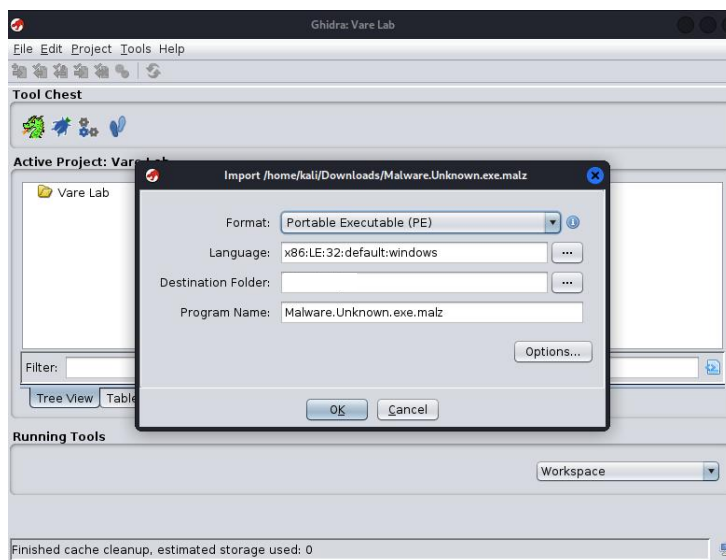 Ghidra: Vare Lab
File Edit Project Tools Help
Tool Chest
Active Project: Vare Lab
Vare Lab
Import /home/kali/Downloads/Malware.Unknown.exe.malz
Format: Portable Executable (PE)
Language: x86:LE:32:default:windows ...
Destination Folder: ...
Program Name: Malware.Unknown.exe.malz
Options...
OK Cancel
Filter:
Tree View Table
Running Tools
Workspace
Finished cache cleanup, estimated storage used: 0